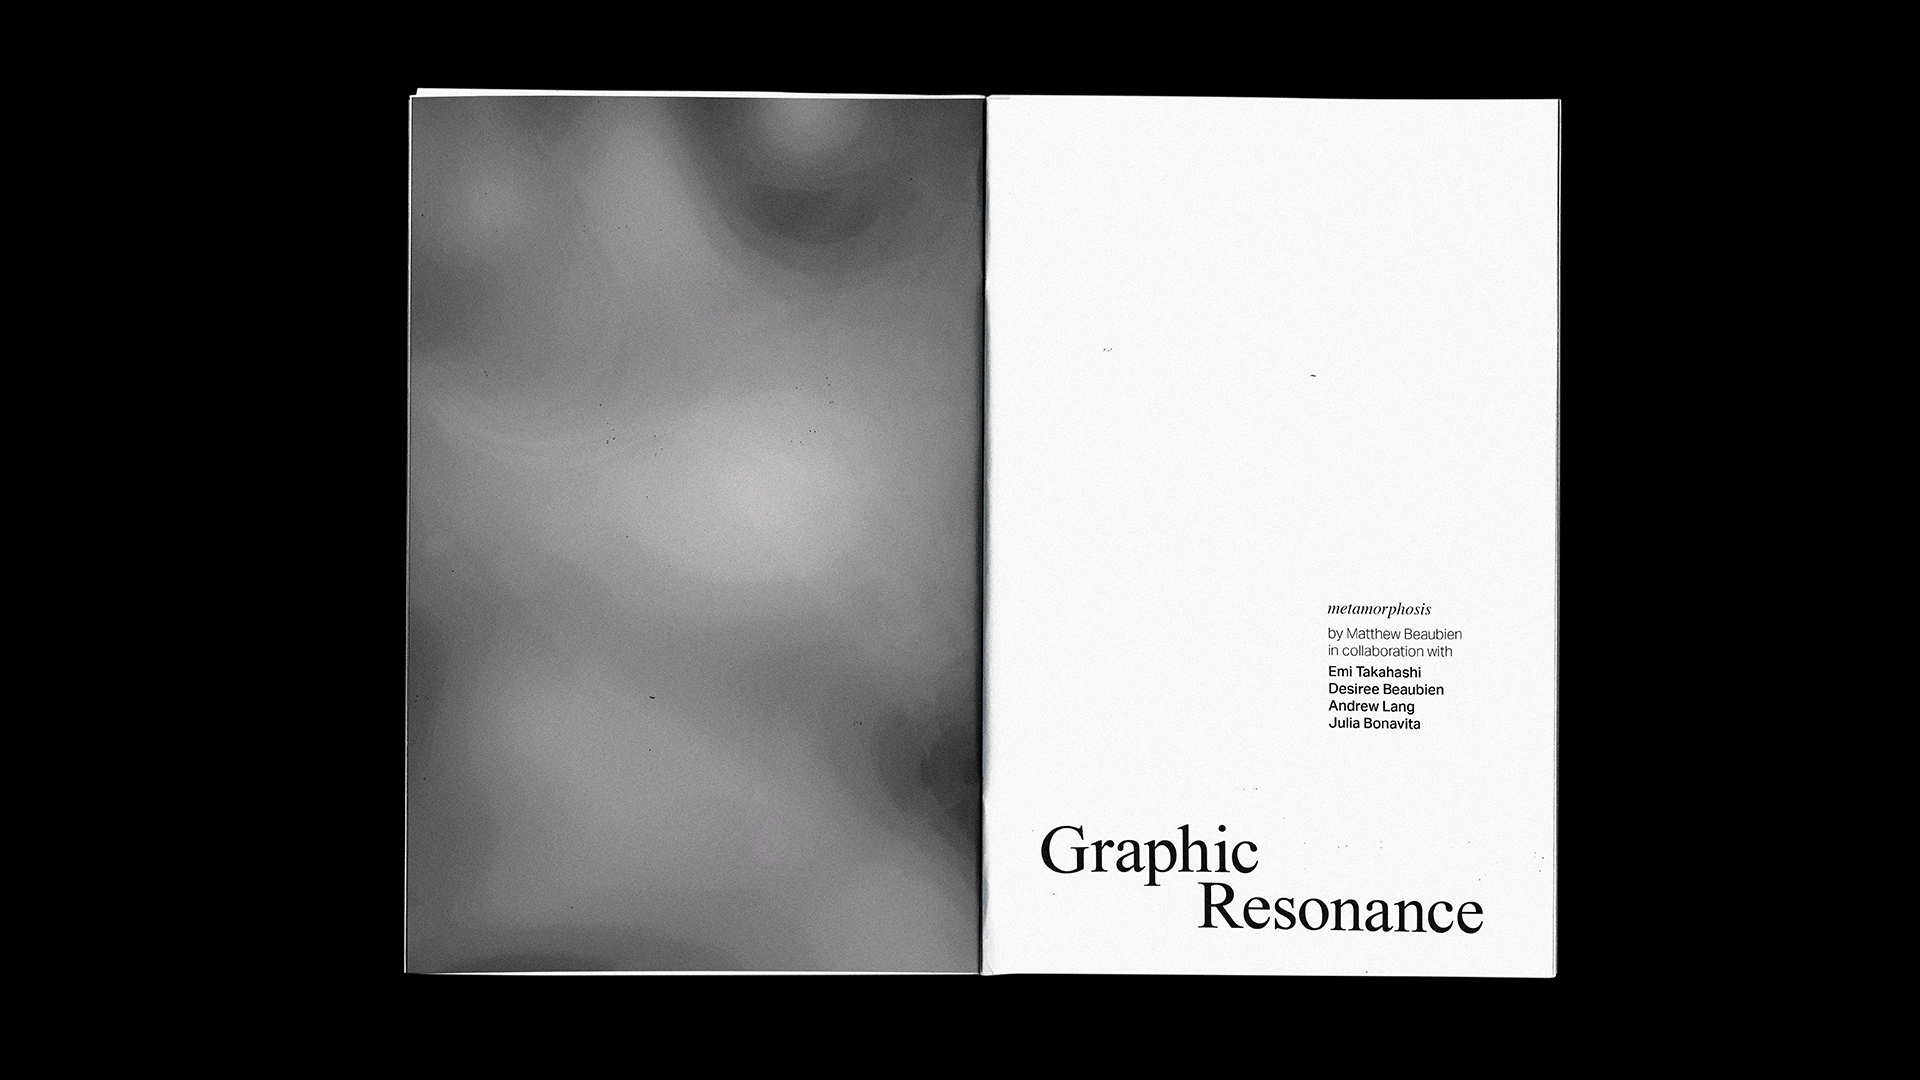 metamorphosis
by Matthew Beaubien
in collaboration with
Emi Takahashi
Desiree Beaubien
Andrew Lang
Julia Bonavita
Graphic
Resonance